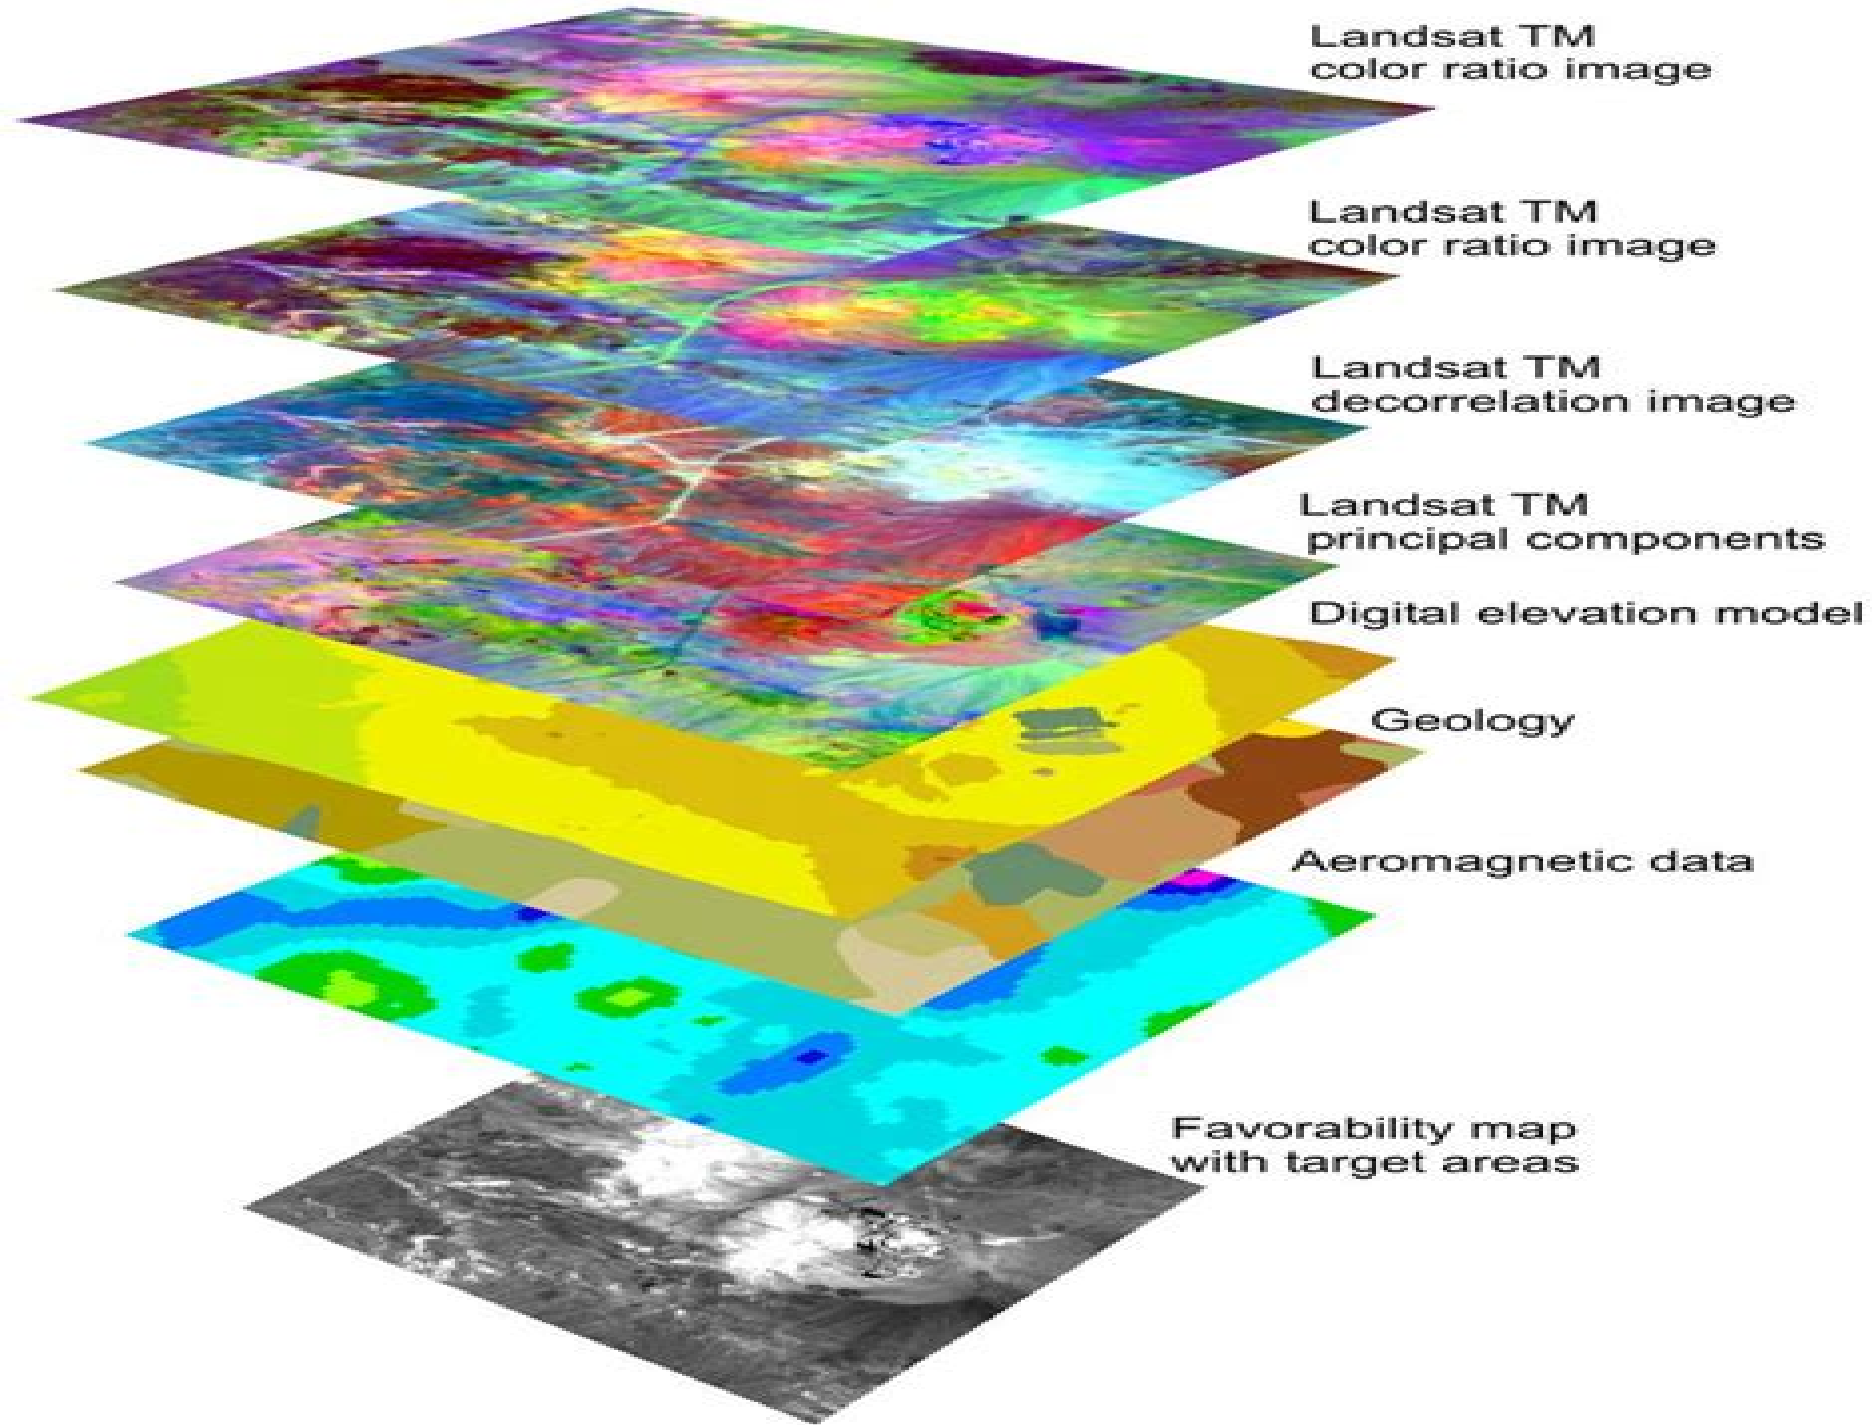 Landsat TM
color ratio image
Landsat TM
color ratio image
Landsat TM
decorrelation image
Landsat TM
principal components
Digital elevation model
Geology
Aeromagnetic data
Favorability map
with target areas